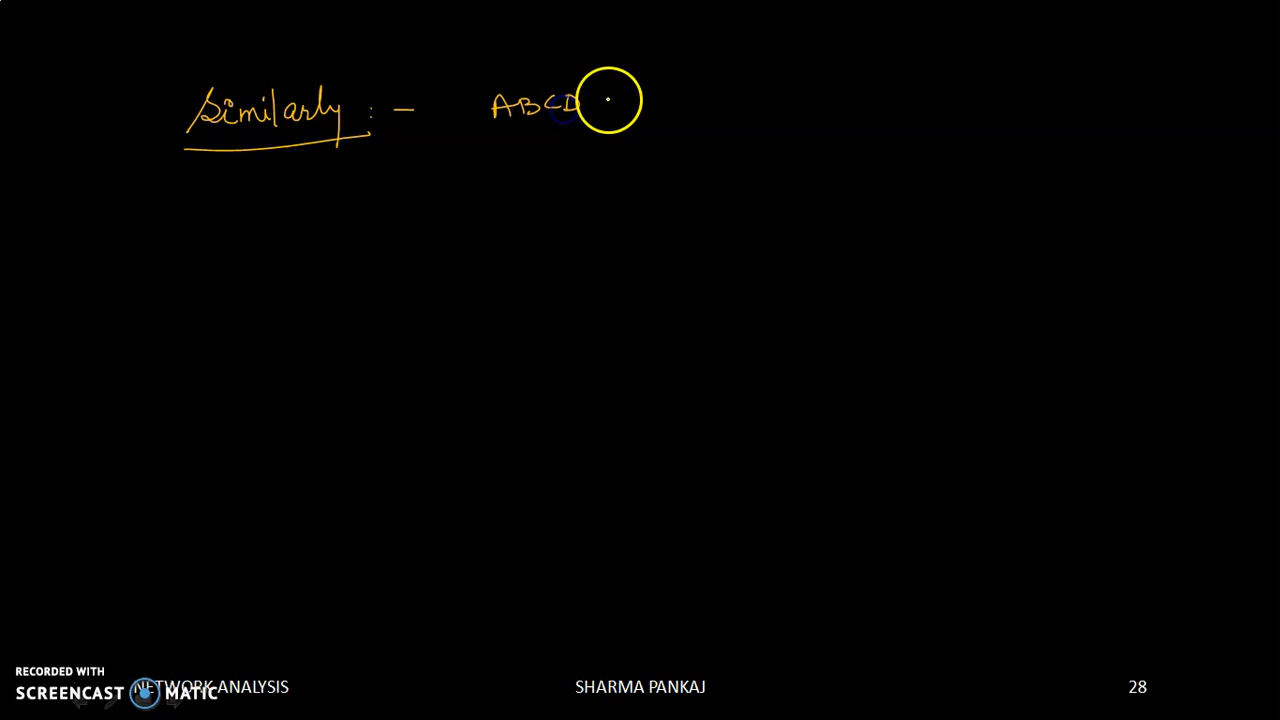 Similarly : - ABCD
RECORDED WITH
SCREENCAST MATIC
NETWORK ANALYSIS
SHARMA PANKAJ
28